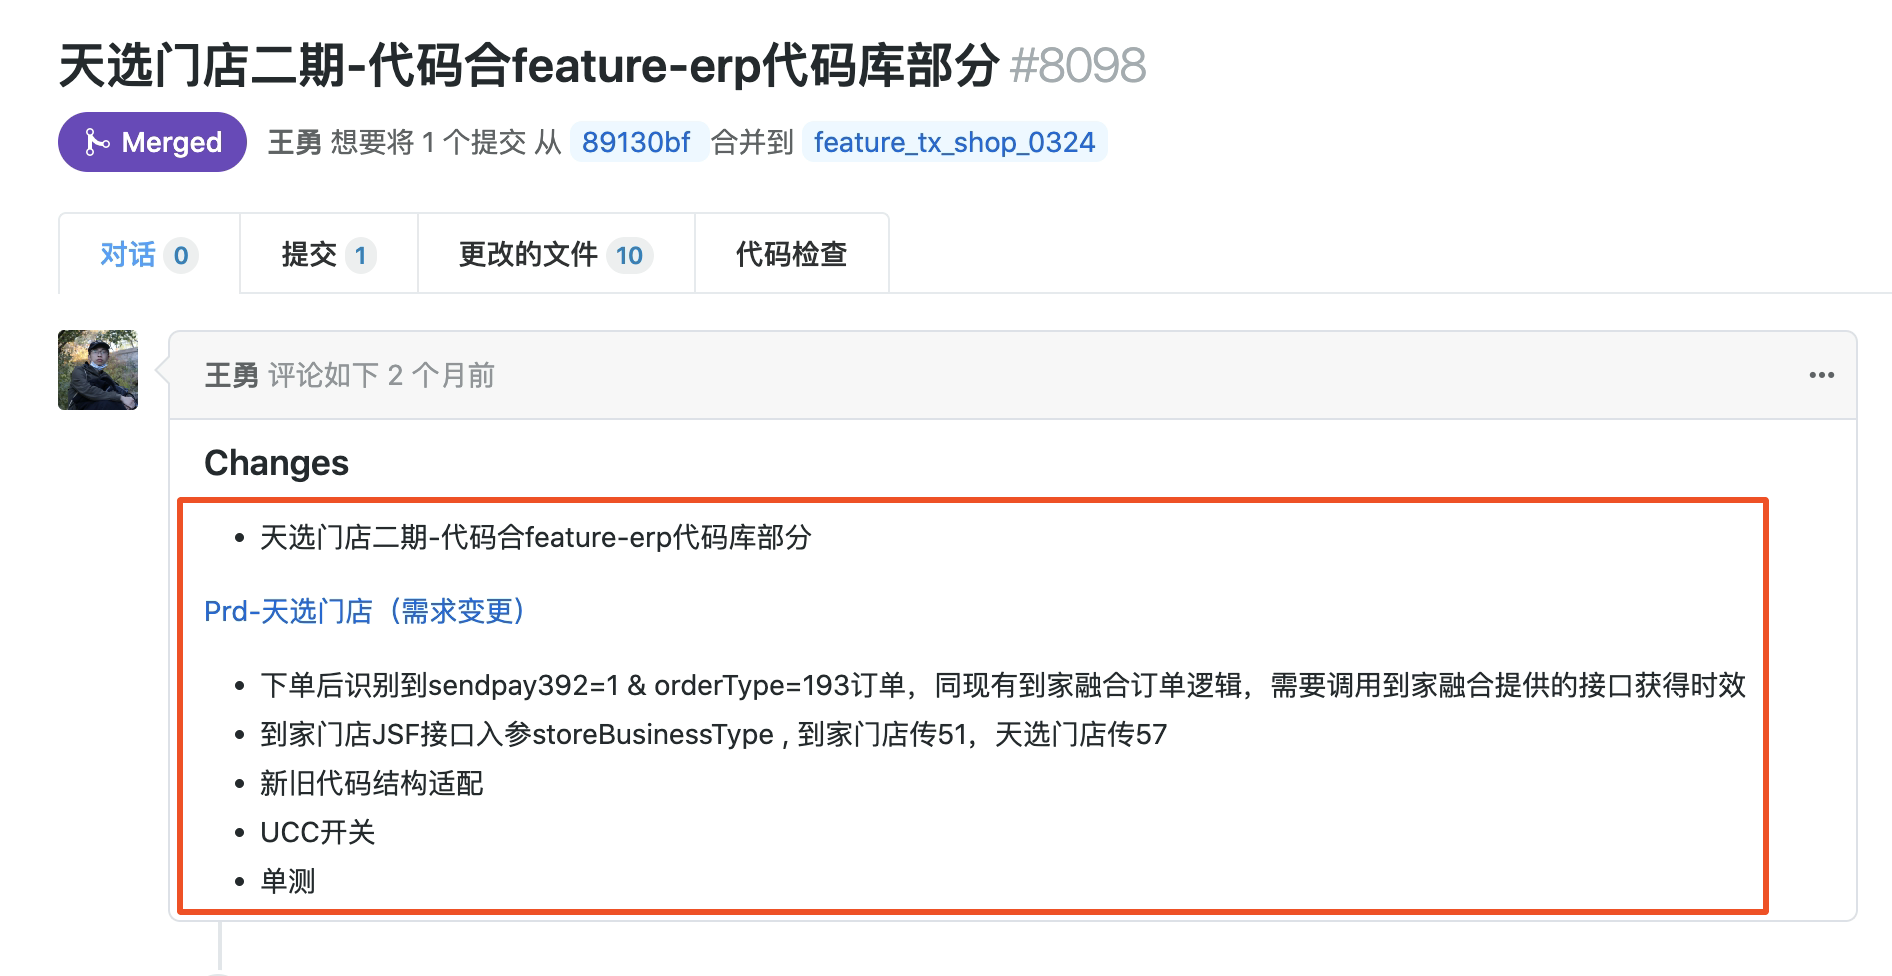 天选门店二期-代码合feature-erp代码库部分 #8098
Merged 王勇 想要将 1 个提交 从 89130bf 合并到 feature_tx_shop_0324
对话 0 提交 1 更改的文件 10 代码检查
王勇 评论如下 2 个月前
Changes
• 天选门店二期-代码合feature-erp代码库部分
Prd-天选门店（需求变更）
• 下单后识别到sendpay392=1 & orderType=193订单，同现有到家融合订单逻辑，需要调用到家融合提供的接口获得时效
• 到家门店JSF接口入参storeBusinessType , 到家门店传51，天选门店传57
• 新旧代码结构适配
• UCC开关
• 单测